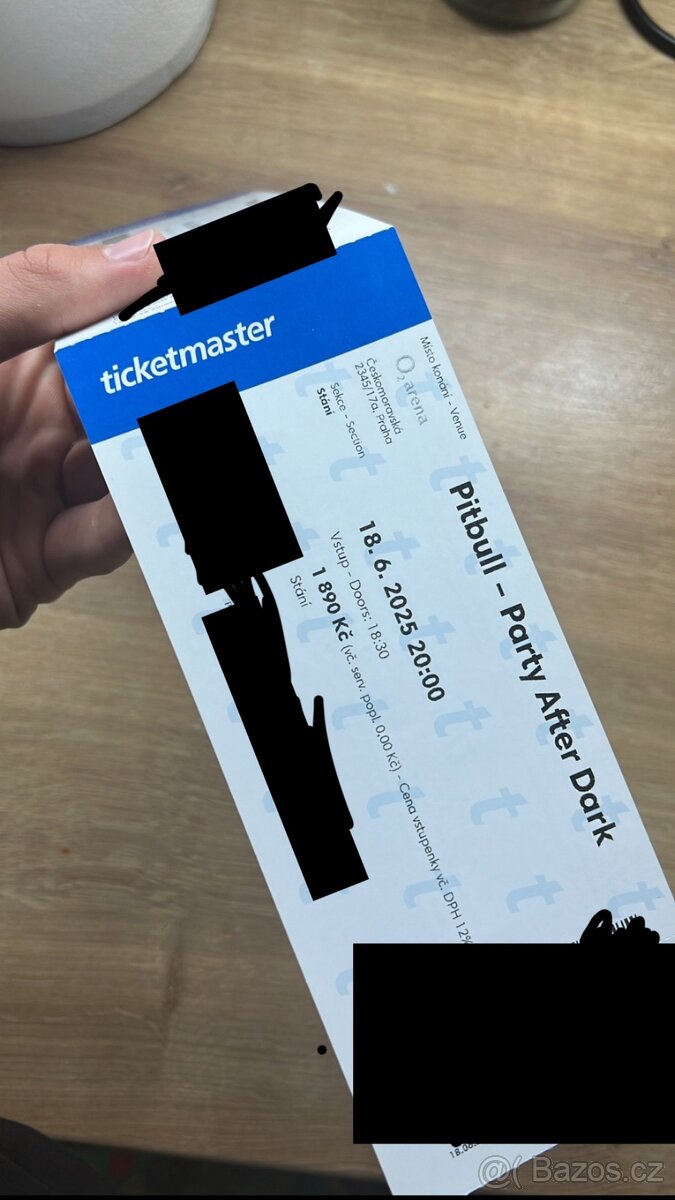 ticketmaster
Místo konání - Venue
O₂ arena
Českomoravská
2345/17a, Praha
Sekce - Section
Stání
Pitbull – Party After Dark
18. 6. 2025 20:00
Vstup - Doors: 18:30
1 890 Kč (vč. serv. popl. 0,00 Kč) - Cena vstupenky vč. DPH 12%
Stání
18.06
@( Bazos.cz